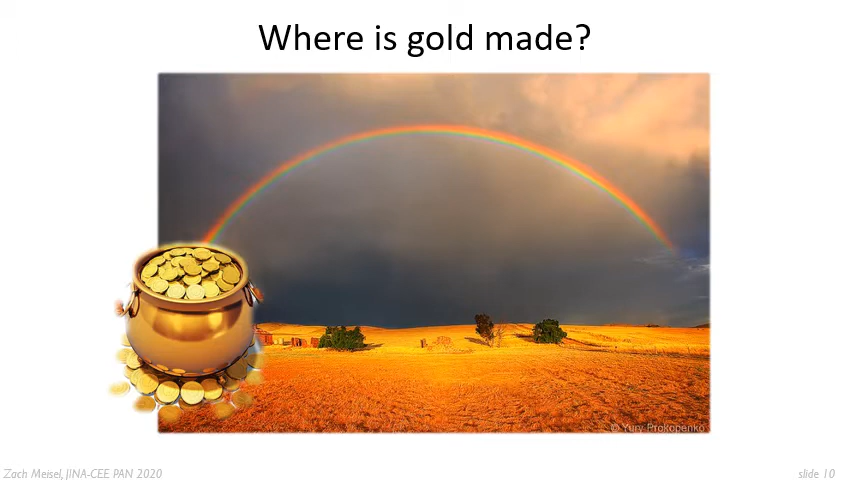 Where is gold made?
© Yury Prokopenko
Zach Meisel, JINA-CEE PAN 2020
slide 10